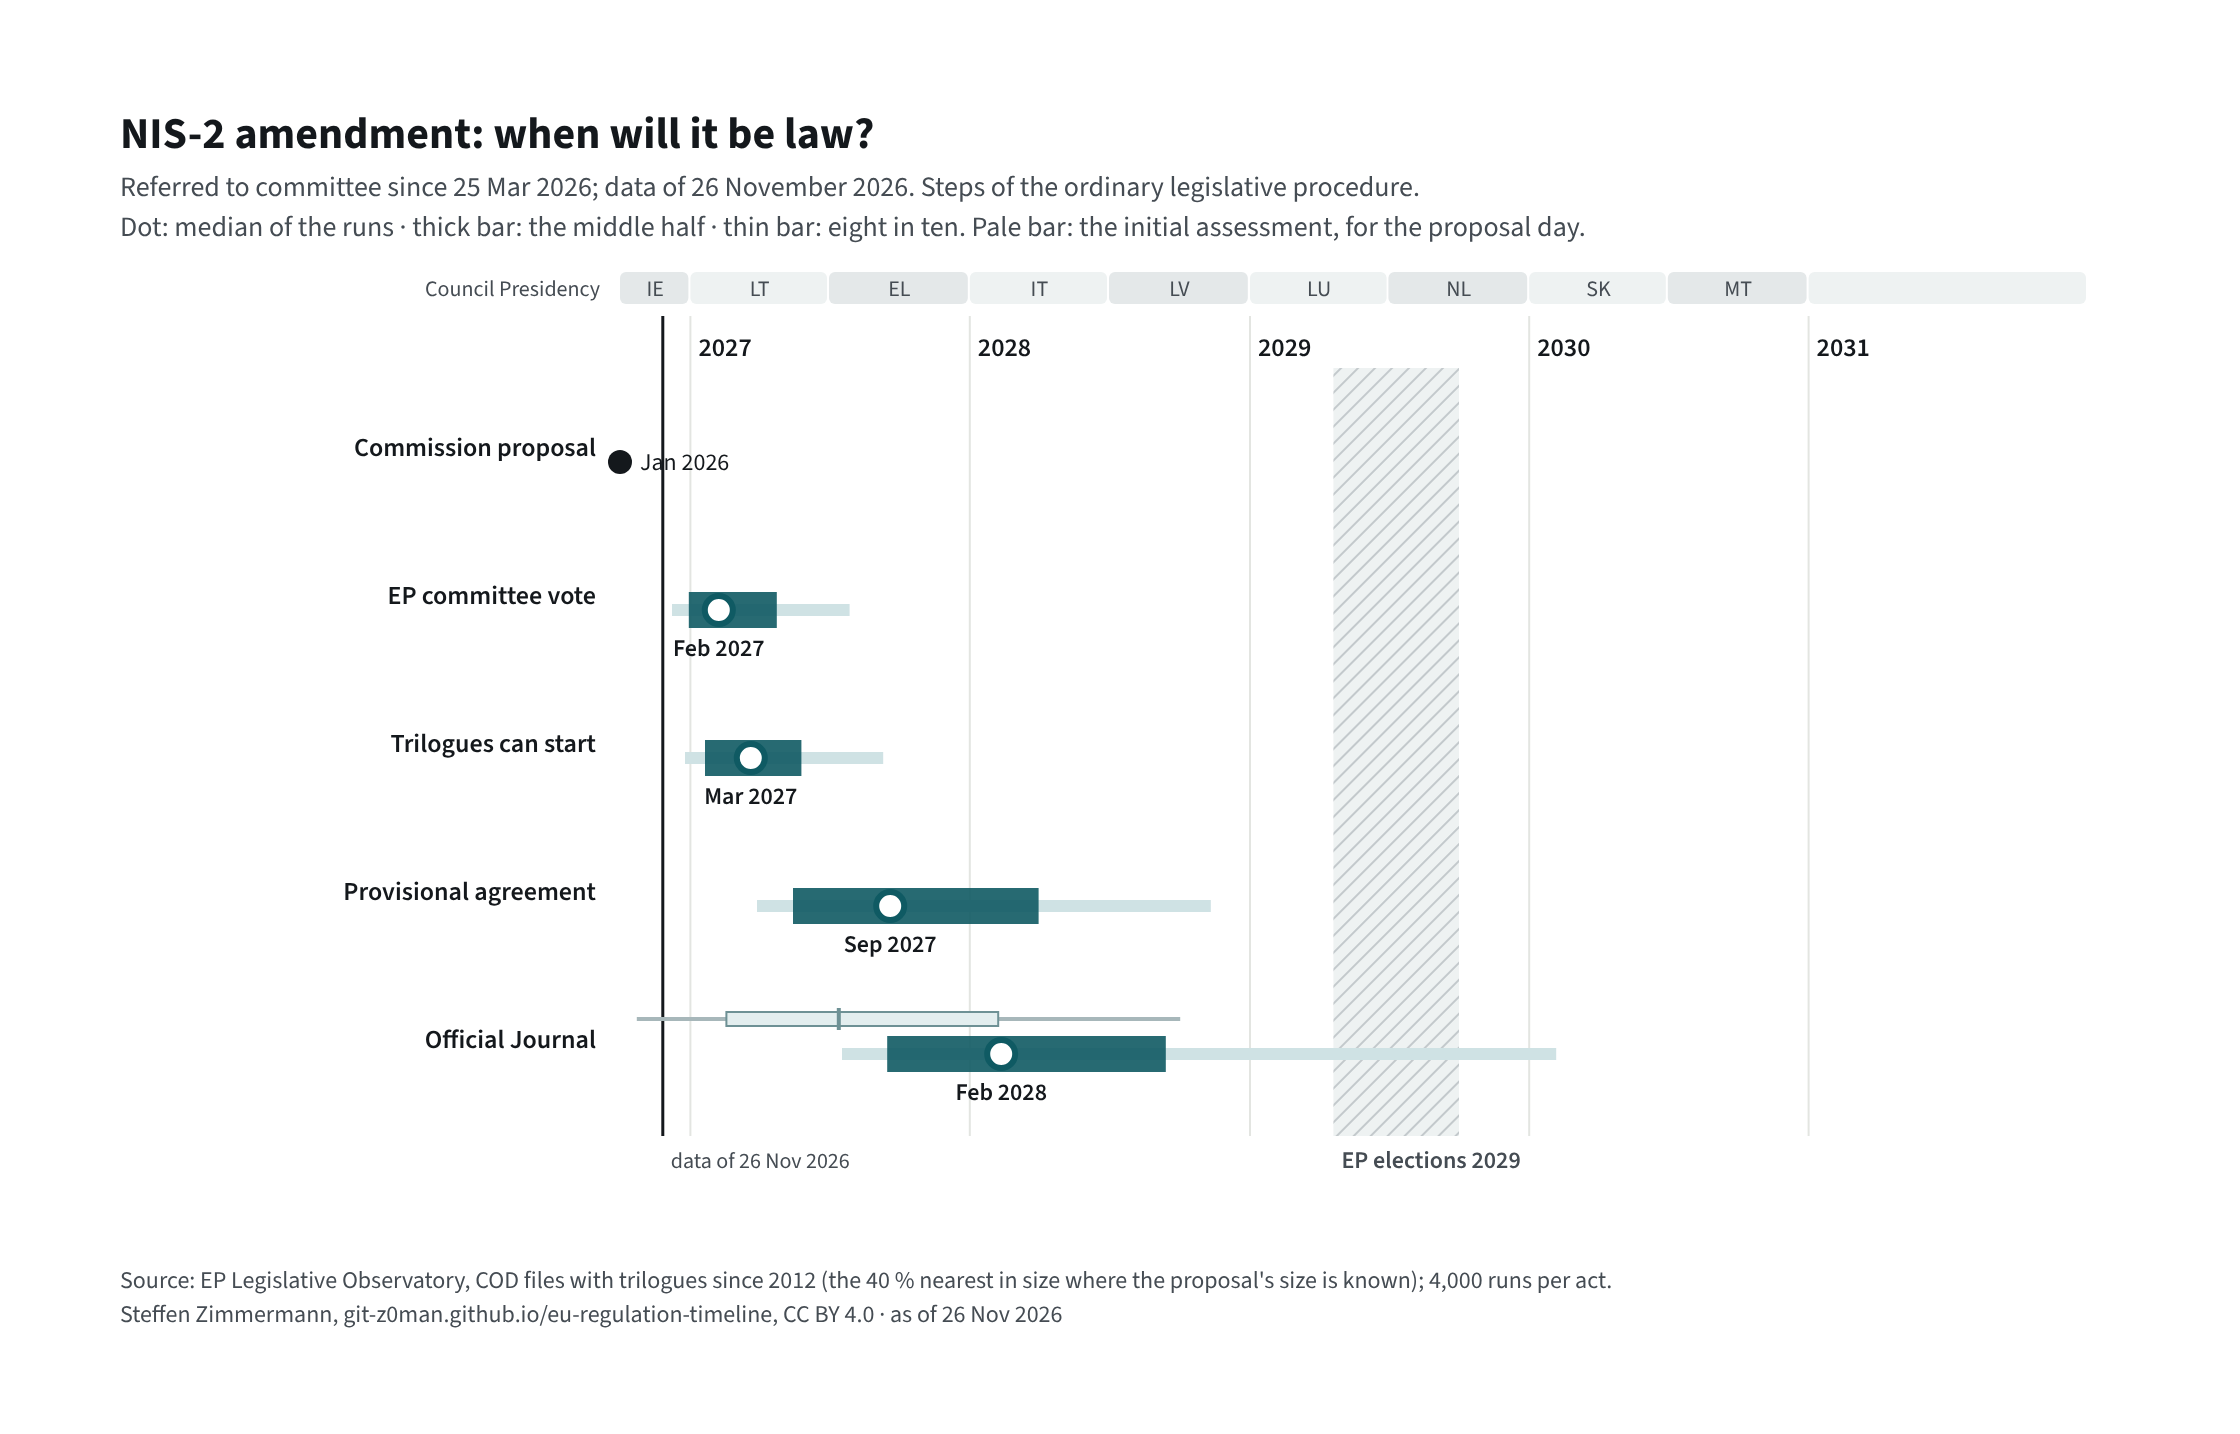 NIS-2 amendment: when will it be law?
Referred to committee since 25 Mar 2026; data of 26 November 2026. Steps of the ordinary legislative procedure.
Dot: median of the runs · thick bar: the middle half · thin bar: eight in ten. Pale bar: the initial assessment, for the proposal day.
Council Presidency IE LT EL IT LV LU NL SK MT
2027 2028 2029 2030 2031
Commission proposal
Jan 2026
EP committee vote
Feb 2027
Trilogues can start
Mar 2027
Provisional agreement
Sep 2027
Official Journal
Feb 2028
data of 26 Nov 2026 EP elections 2029
Source: EP Legislative Observatory, COD files with trilogues since 2012 (the 40 % nearest in size where the proposal's size is known); 4,000 runs per act.
Steffen Zimmermann, git-z0man.github.io/eu-regulation-timeline, CC BY 4.0 · as of 26 Nov 2026